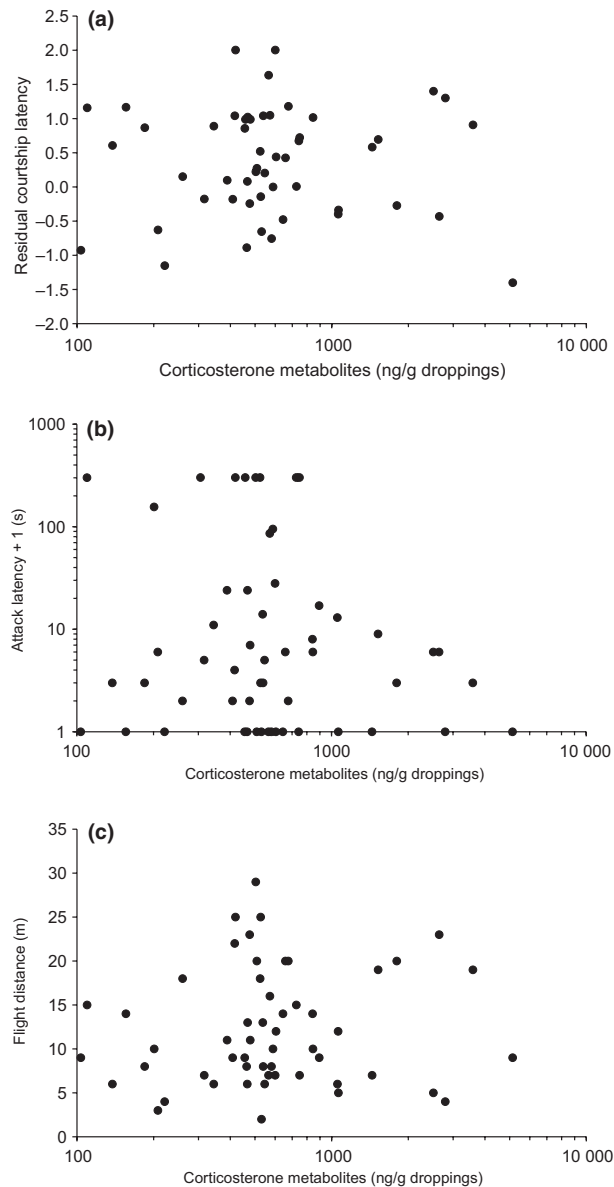 (a)
2.5
2.0
1.5
1.0
0.5
0.0
–0.5
–1.0
–1.5
–2.0
Residual courtship latency
100 1000 10 000
Corticosterone metabolites (ng/g droppings)
(b)
1000
100
10
1
Attack latency + 1 (s)
100 1000 10 000
Corticosterone metabolites (ng/g droppings)
(c)
35
30
25
20
15
10
5
0
Flight distance (m)
100 1000 10 000
Corticosterone metabolites (ng/g droppings)